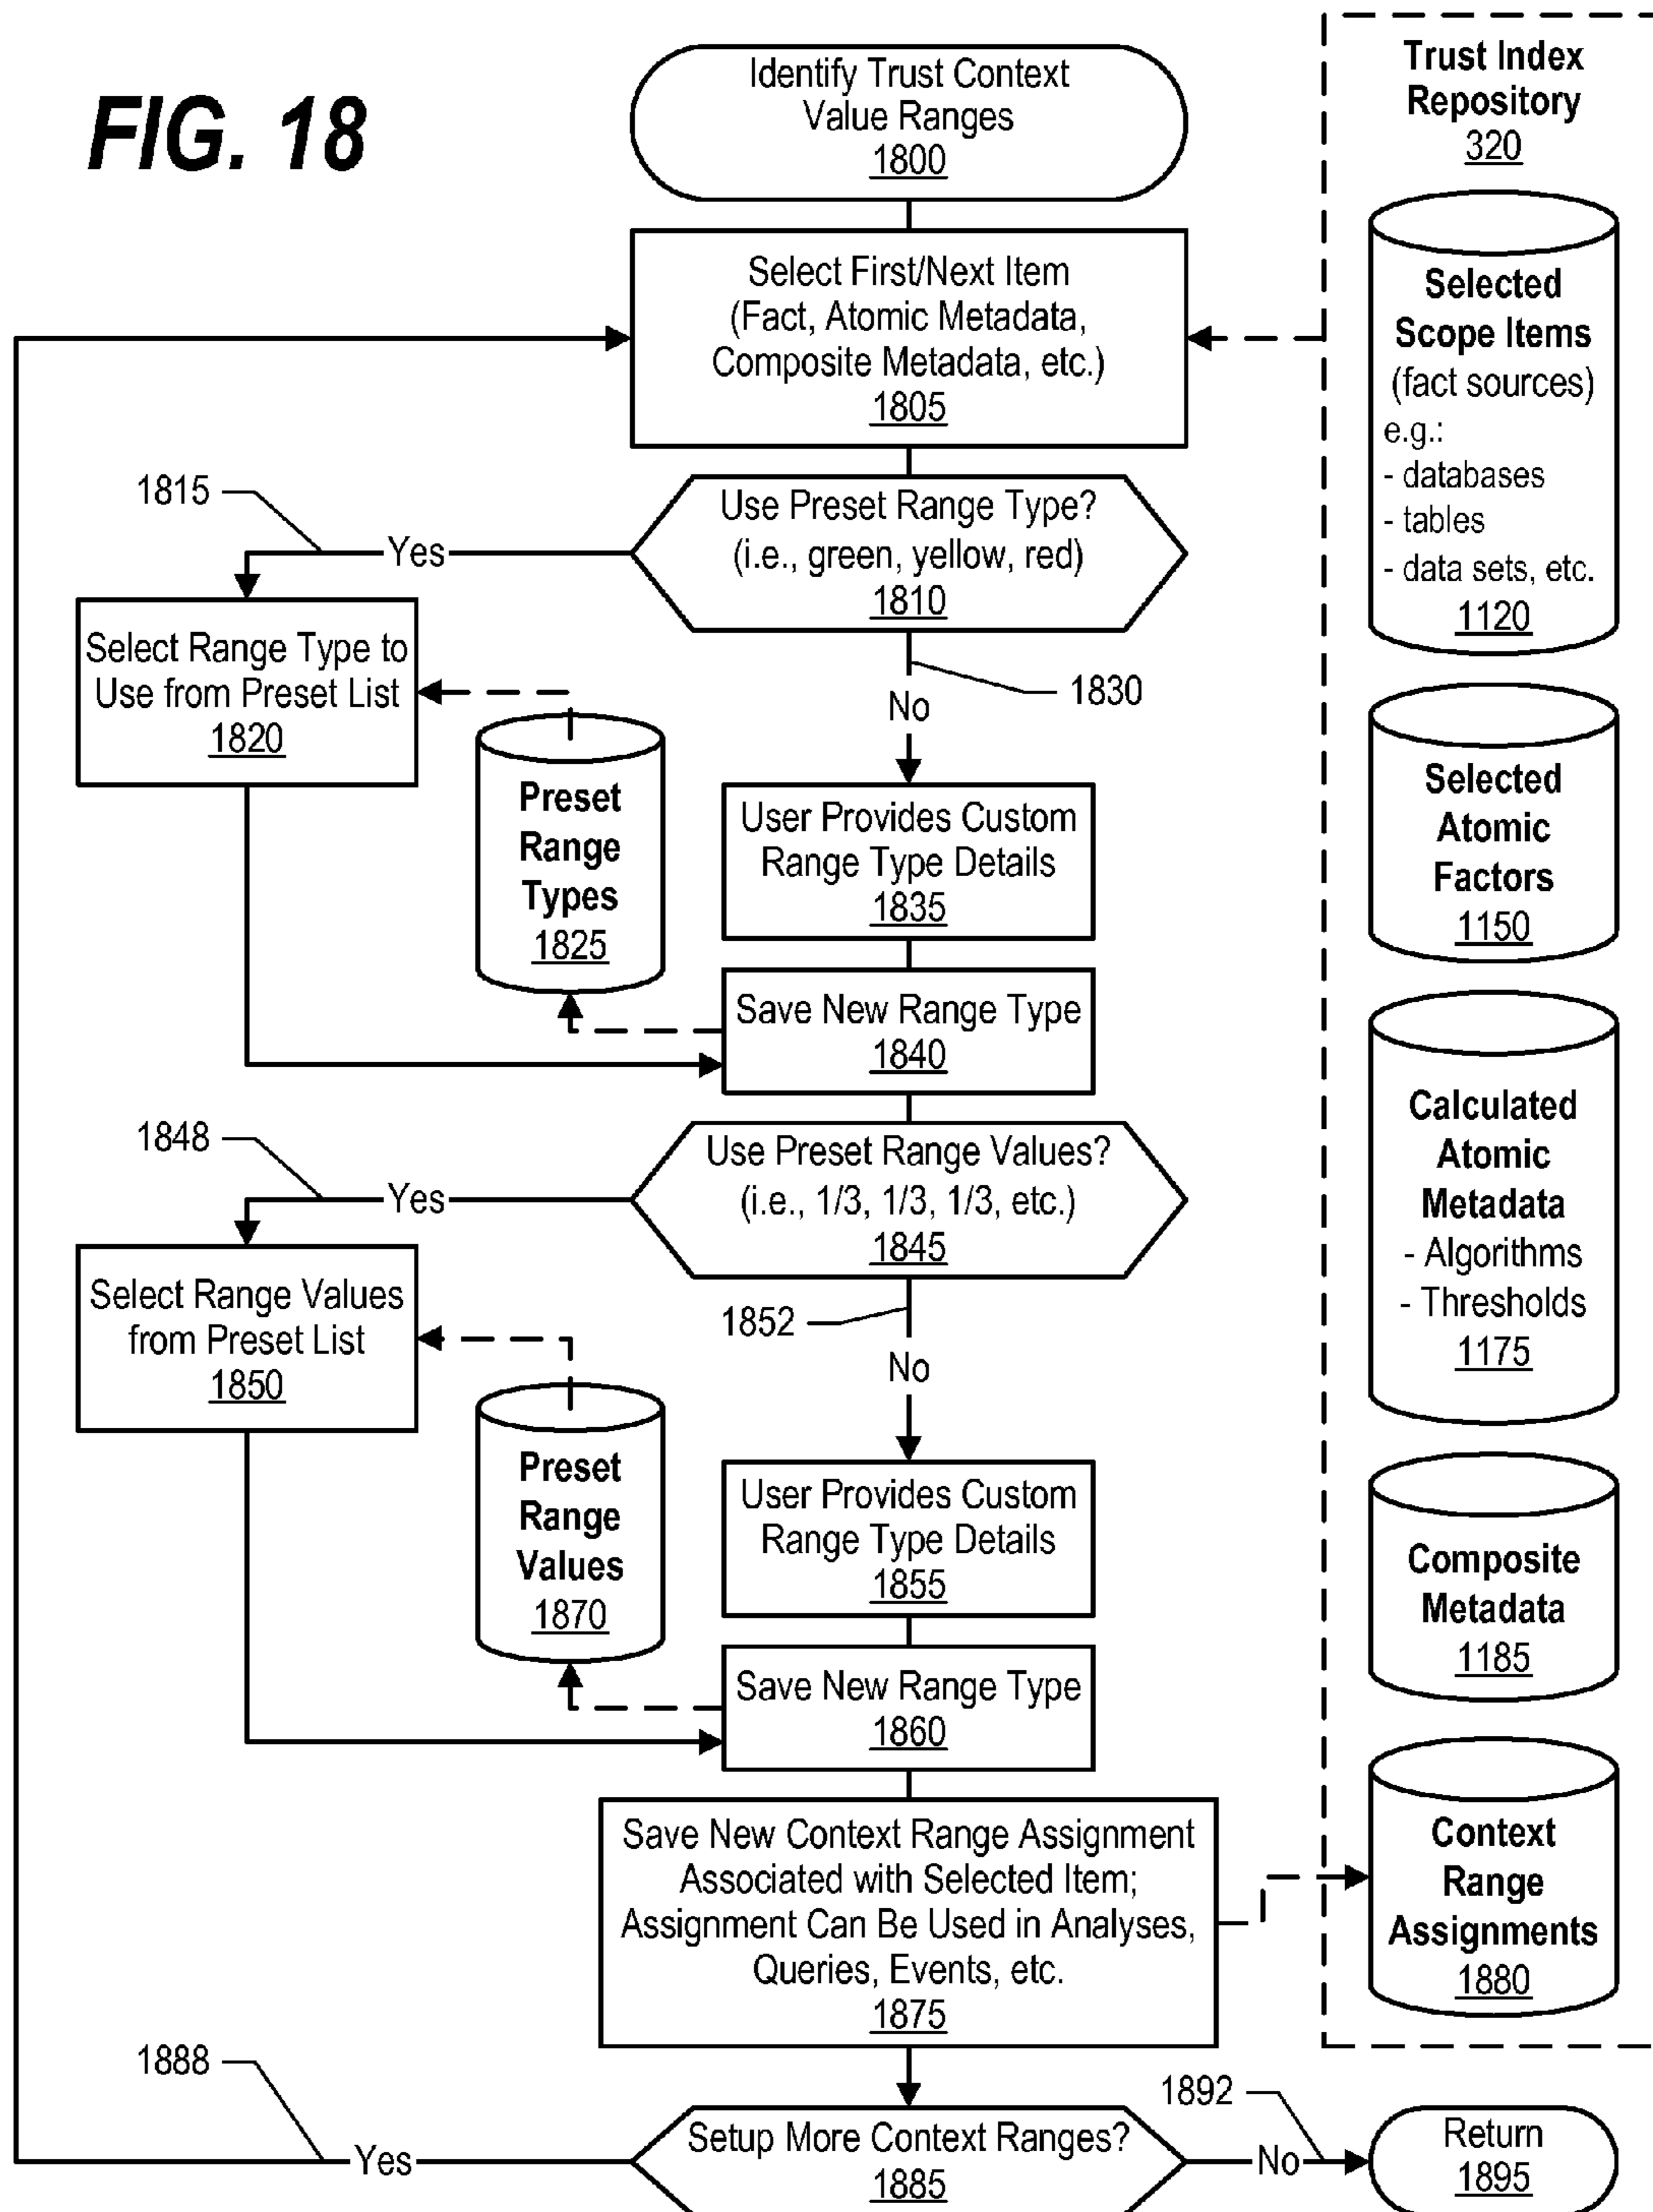 FIG. 18
Identify Trust Context
Value Ranges
1800
Select First/Next Item
(Fact, Atomic Metadata,
Composite Metadata, etc.)
1805
Use Preset Range Type?
(i.e., green, yellow, red)
1810
1815
Yes
Select Range Type to
Use from Preset List
1820
Preset
Range
Types
1825
1830
No
User Provides Custom
Range Type Details
1835
Save New Range Type
1840
Use Preset Range Values?
(i.e., 1/3, 1/3, 1/3, etc.)
1845
1848
Yes
Select Range Values
from Preset List
1850
Preset
Range
Values
1870
1852
No
User Provides Custom
Range Type Details
1855
Save New Range Type
1860
Save New Context Range Assignment
Associated with Selected Item;
Assignment Can Be Used in Analyses,
Queries, Events, etc.
1875
Setup More Context Ranges?
1885
1888
Yes
1892
No
Return
1895
Trust Index
Repository
320
Selected
Scope Items
(fact sources)
e.g.:
- databases
- tables
- data sets, etc.
1120
Selected
Atomic
Factors
1150
Calculated
Atomic
Metadata
- Algorithms
- Thresholds
1175
Composite
Metadata
1185
Context
Range
Assignments
1880